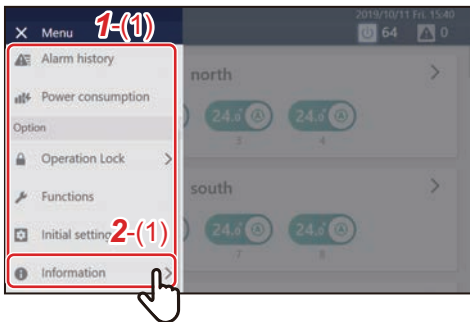 2019/10/11 Fri. 15:40
Menu 1-(1) 64 0
Alarm history
Power consumption
Option
Operation Lock
Functions
Initial setting
2-(1)
Information
north
24.0 A 24.0 A
3 4
south
24.0 A 24.0 A
7 8